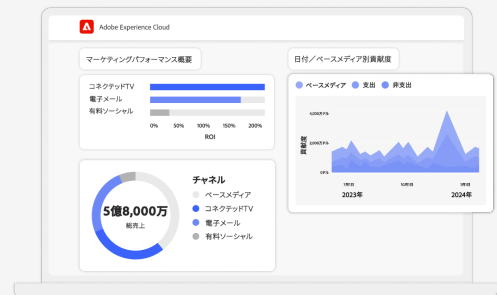 Adobe Experience Cloud
マーケティングパフォーマンス概要
コネクテッドTV
電子メール
有料ソーシャル
0%
50%
100%
150%
200%
ROI
5億8,000万
総売上
チャネル
ベースメディア
コネクテッドTV
電子メール
有料ソーシャル
日付／ベースメディア別貢献度
ベースメディア
支出
非支出
貢献度
2023年
2024年